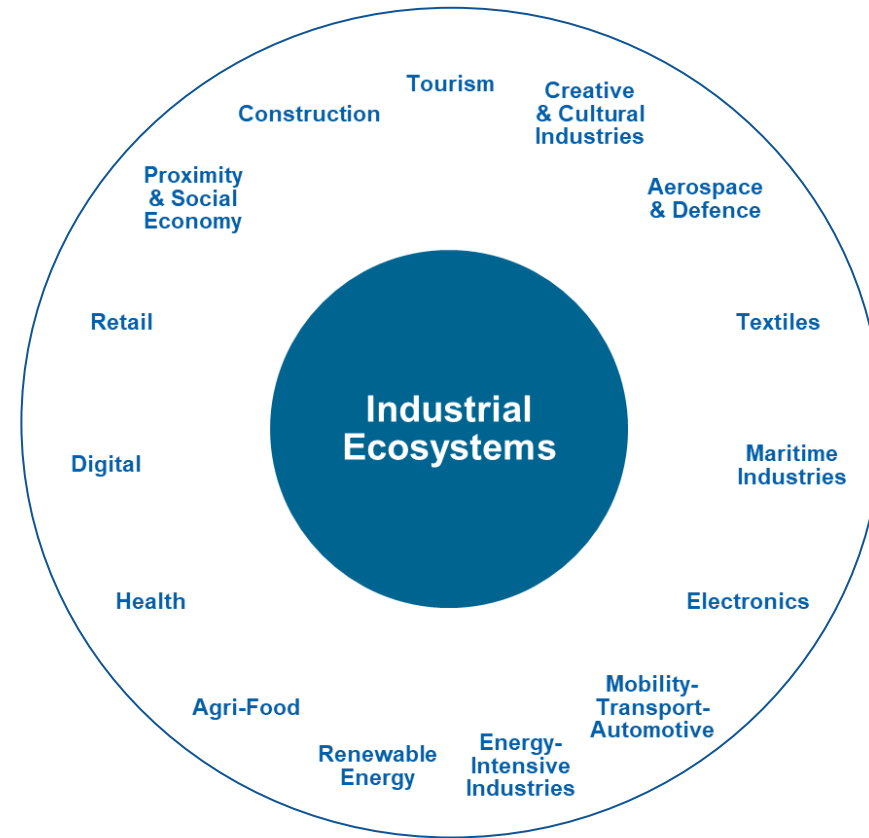 Tourism
Creative
& Cultural
Industries
Construction
Proximity
& Social
Economy
Aerospace
& Defence
Retail
Textiles
Industrial
Ecosystems
Digital
Maritime
Industries
Health
Electronics
Agri-Food
Mobility-
Transport-
Automotive
Renewable
Energy
Energy-
Intensive
Industries